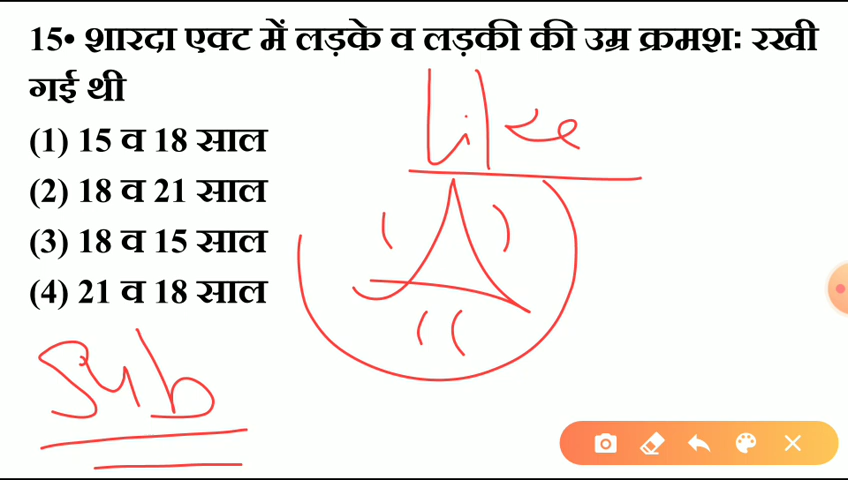 15• शारदा एक्ट में लड़के व लड़की की उम्र क्रमशः रखी
गई थी
(1) 15 व 18 साल
(2) 18 व 21 साल
(3) 18 व 15 साल
(4) 21 व 18 साल
Like
Sub